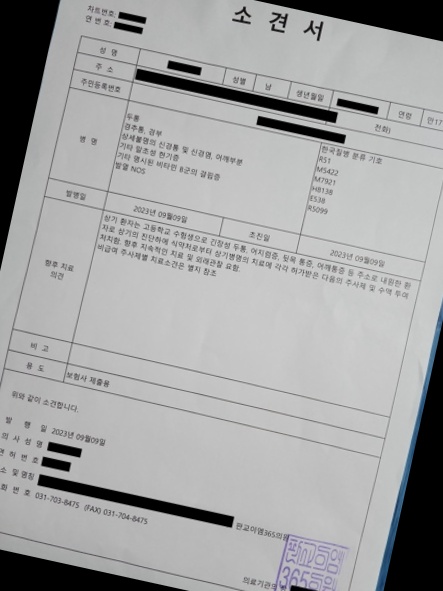 소 견 서
차트번호:
연 번 호:
성 명
성별 남 생년월일 연령 만17
주 소 전화)
주민등록번호
병 명
두통
경추통, 경부
상세불명의 신경통 및 신경염, 어깨부분
기타 말초성 현기증
기타 명시된 비타민 B군의 결핍증
발열 NOS
한국질병 분류 기호
R51
M5422
M7921
H8138
E538
R5099
발병일 2023년 09월09일 초진일 2023년 09월09일
향후 치료
의견
상기 환자는 고등학교 수험생으로 긴장성 두통, 어지럼증, 뒷목 통증, 어깨통증 등 주소로 내원한 환
자로 상기의 진단하에 식약처로부터 상기병명의 치료에 각각 허가받은 다음의 주사제 및 수액 투여
처치함. 향후 지속적인 치료 및 외래관찰 요함.
비급여 주사제별 치료소견은 별지 참조
비 고
용 도 보험사 제출용
위와 같이 소견합니다.
발 행 일 2023년 09월09일
의 사 성 명
면 허 번 호
소 및 명칭 판교이엠365의원
화 번 호 031-703-8475 (FAX) 031-704-8475
의료기관의
판교이엠
365의원